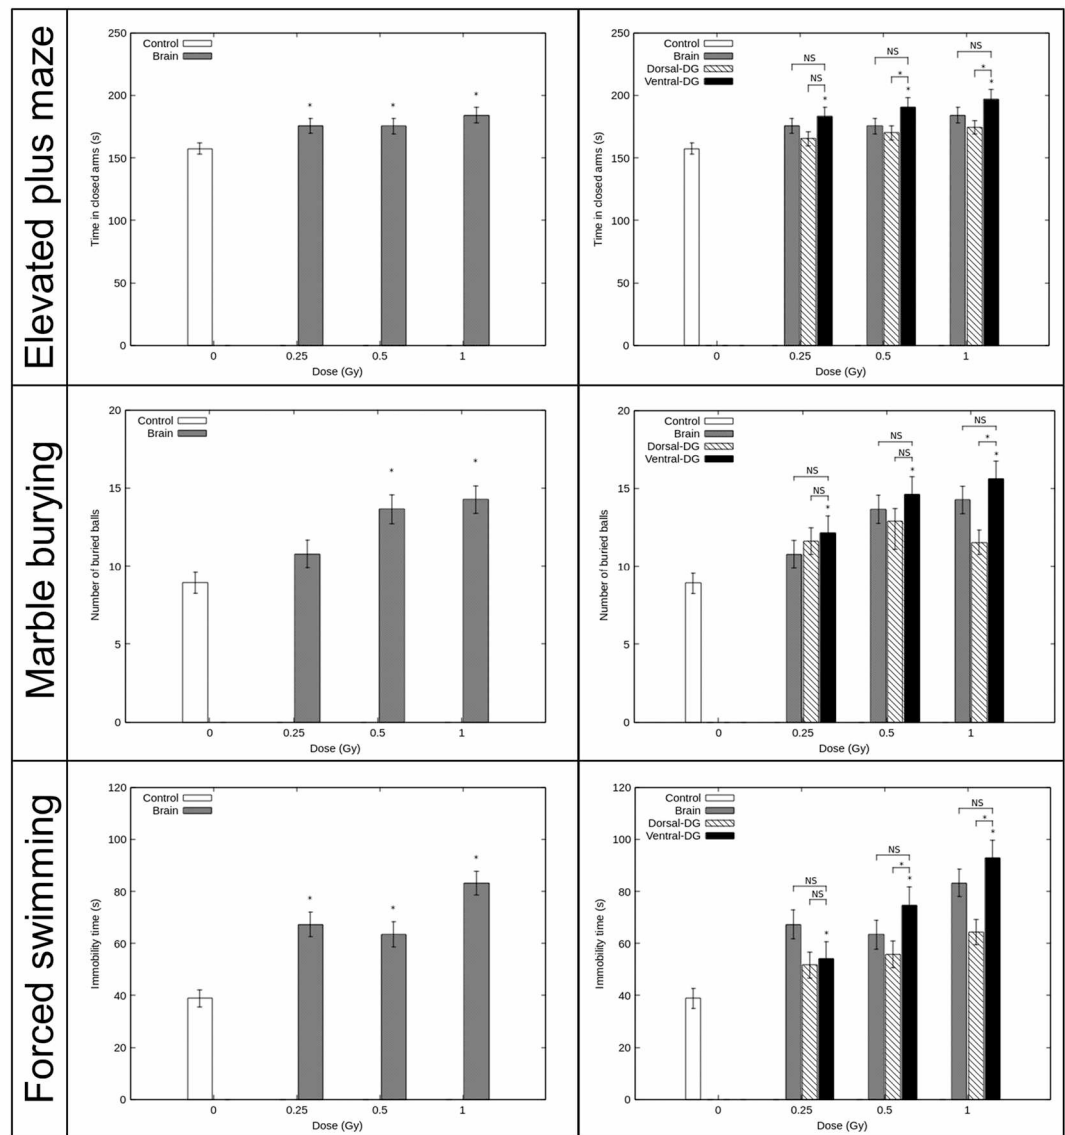 Elevated plus maze
250
200
150
100
50
0
Time in closed arms (s)
Control
Brain
*
*
*
0
0.25
0.5
1
Dose (Gy)
250
200
150
100
50
0
Time in closed arms (s)
Control
Brain
Dorsal-DG
Ventral-DG
NS
NS
*
NS
*
*
NS
*
*
0
0.25
0.5
1
Dose (Gy)
Marble burying
20
15
10
5
0
Number of buried balls
Control
Brain
*
*
0
0.25
0.5
1
Dose (Gy)
20
15
10
5
0
Number of buried balls
Control
Brain
Dorsal-DG
Ventral-DG
NS
NS
*
NS
NS
*
NS
*
*
0
0.25
0.5
1
Dose (Gy)
Forced swimming
120
100
80
60
40
20
0
Immobility time (s)
Control
Brain
*
*
*
0
0.25
0.5
1
Dose (Gy)
120
100
80
60
40
20
0
Immobility time (s)
Control
Brain
Dorsal-DG
Ventral-DG
NS
NS
*
NS
*
*
NS
*
*
0
0.25
0.5
1
Dose (Gy)